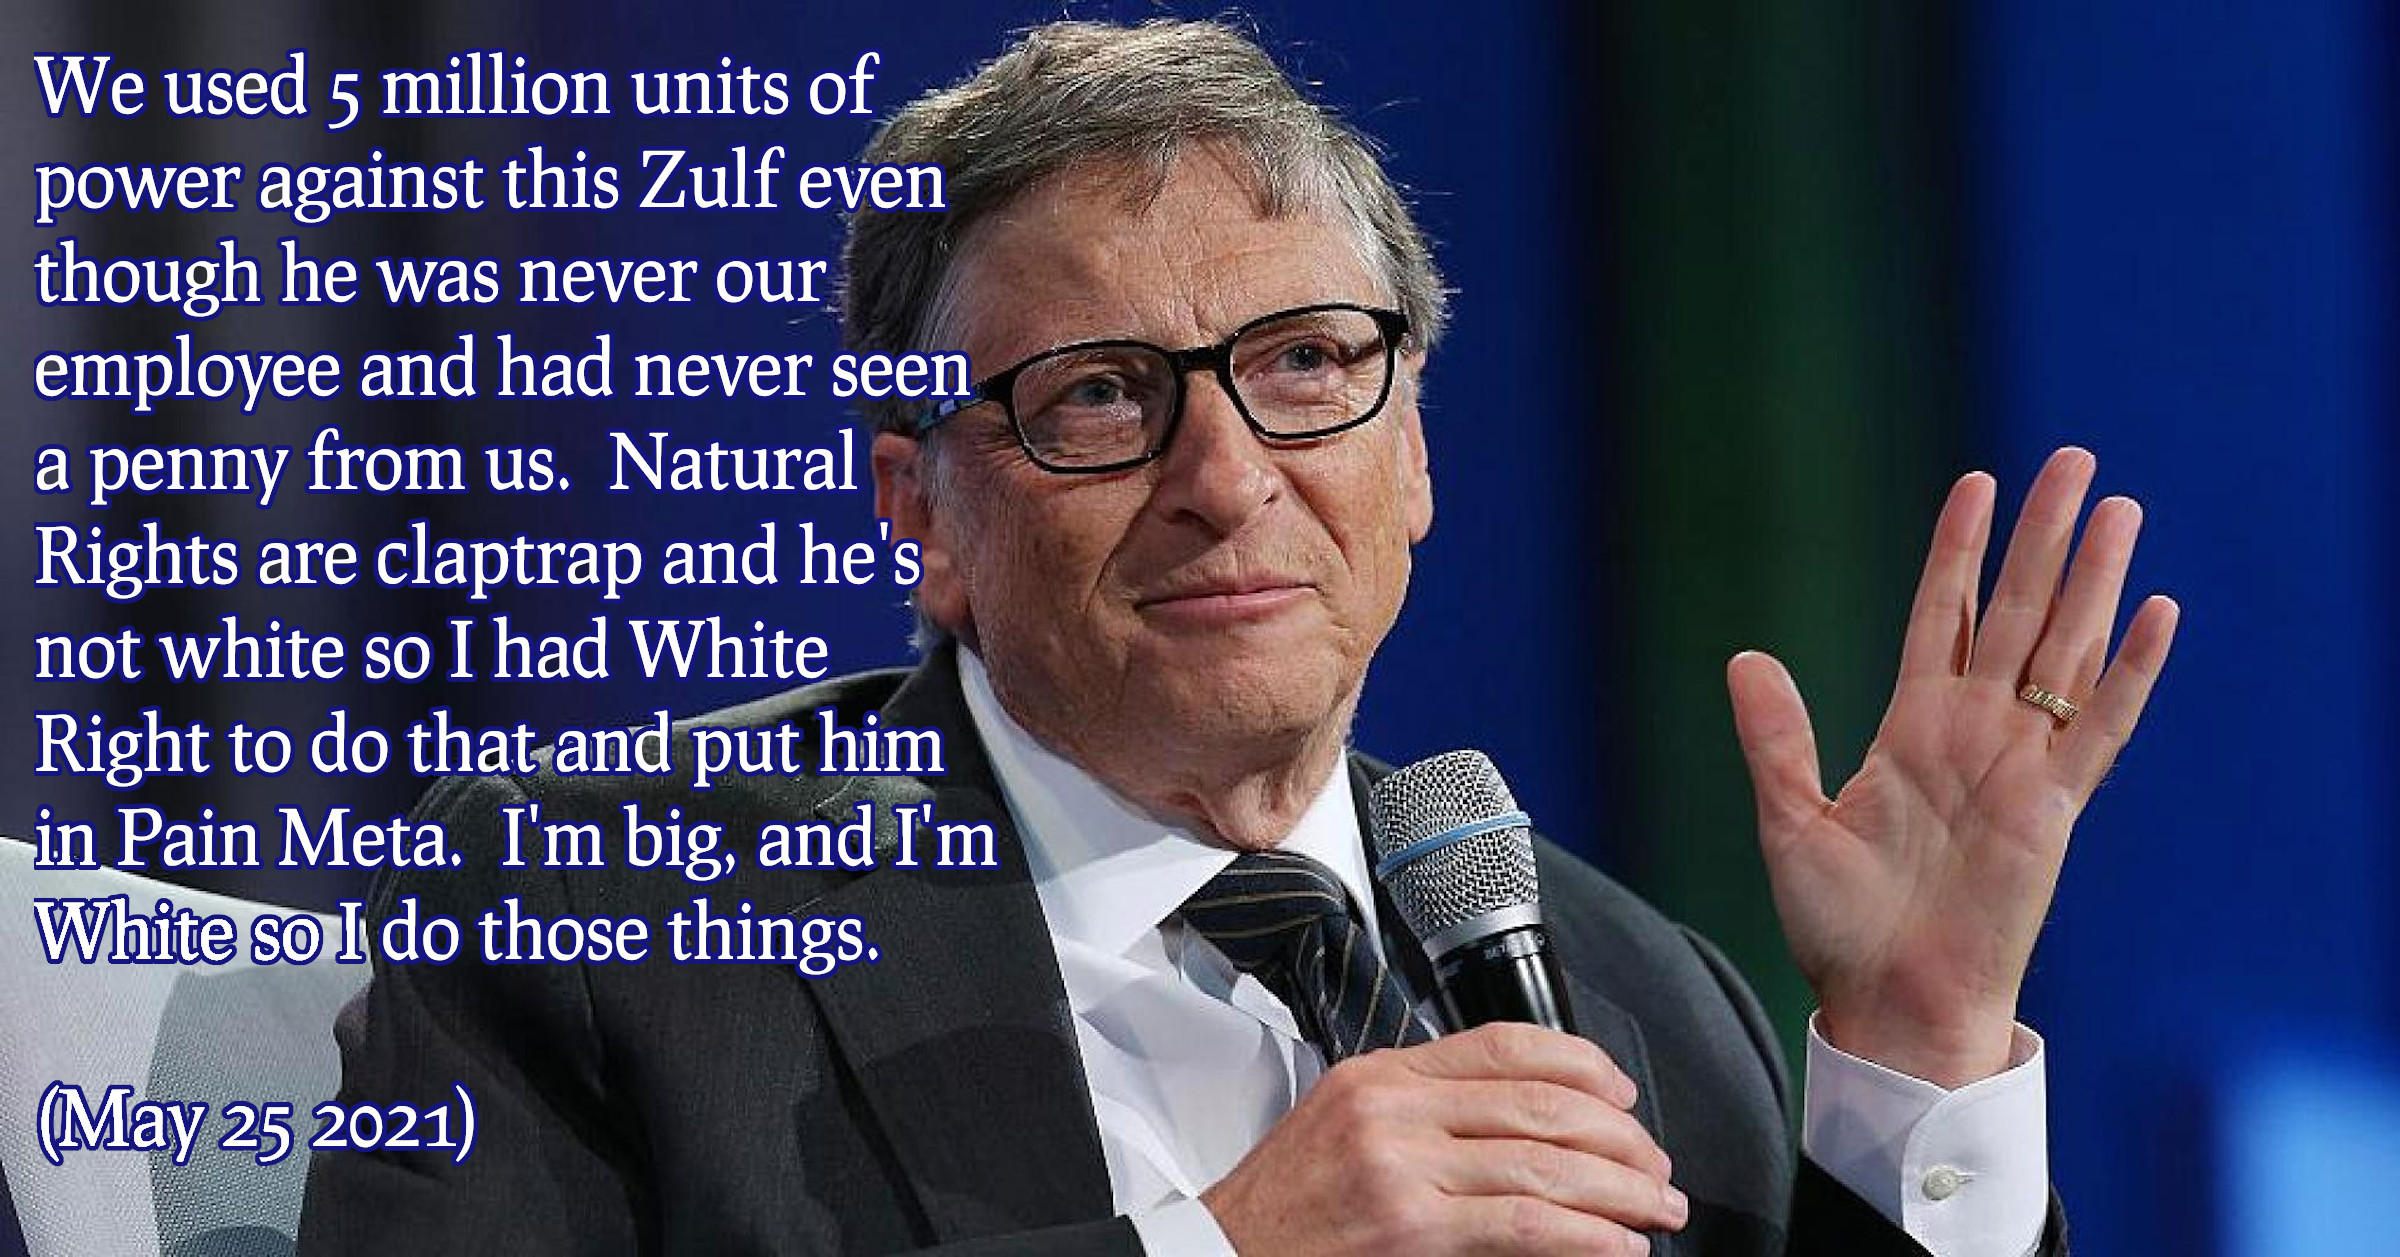 We used 5 million units of
power against this Zulf even
though he was never our
employee and had never seen
a penny from us.  Natural
Rights are claptrap and he's
not white so I had White
Right to do that and put him
in Pain Meta.  I'm big, and I'm
White so I do those things.
(May 25 2021)